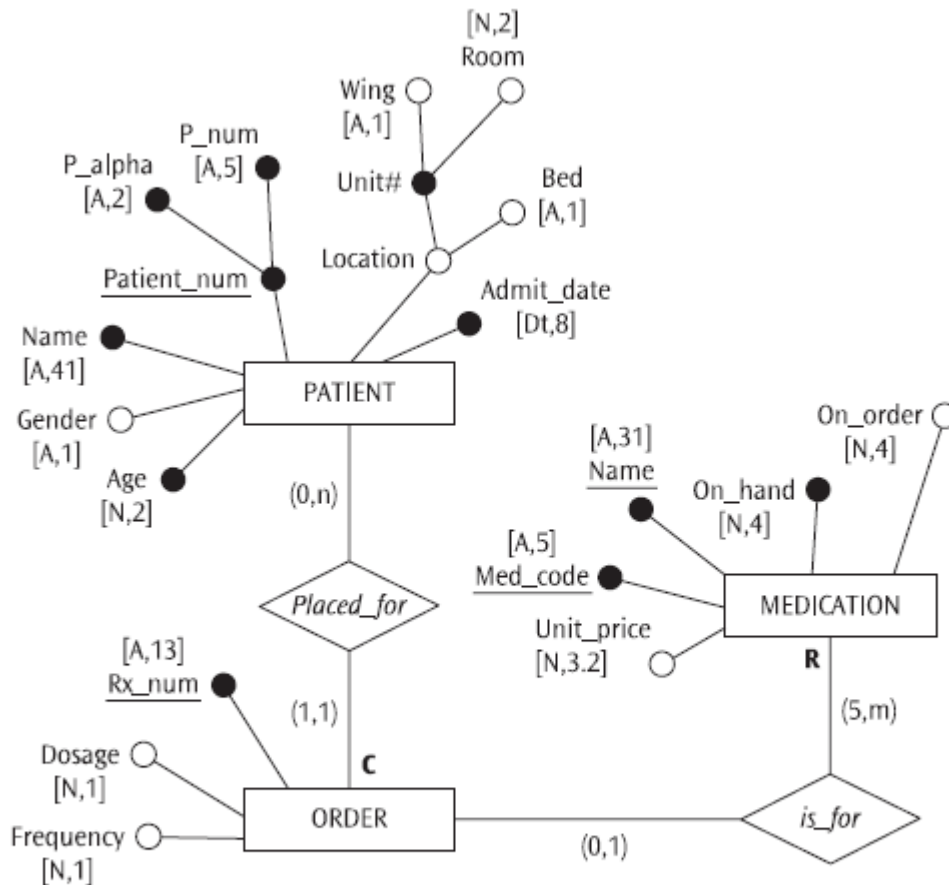 [N,2]
Room
Wing
[A,1]
P_num
[A,5]
P_alpha
[A,2]
Unit#
Bed
[A,1]
Location
Patient_num
Admit_date
[Dt,8]
Name
[A,41]
PATIENT
Gender
[A,1]
Age
[N,2]
On_order
[N,4]
[A,31]
Name
On_hand
[N,4]
(0,n)
[A,5]
Med_code
MEDICATION
Placed_for
Unit_price
[N,3.2]
R
[A,13]
Rx_num
(1,1)
(5,m)
Dosage
[N,1]
C
ORDER
is_for
Frequency
[N,1]
(0,1)